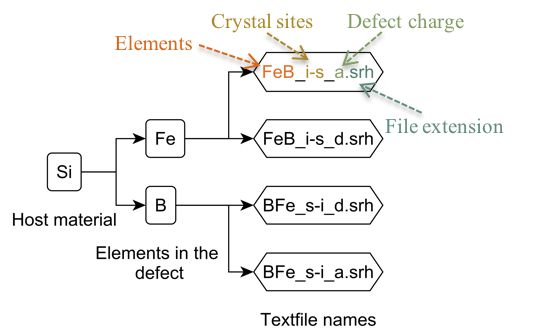 Crystal sites
Defect charge
Elements
FeB_i-s_a.srh
File extension
Fe
FeB_i-s_d.srh
Si
Host material
B
BFe_s-i_d.srh
Elements in the
defect
BFe_s-i_a.srh
Textfile names